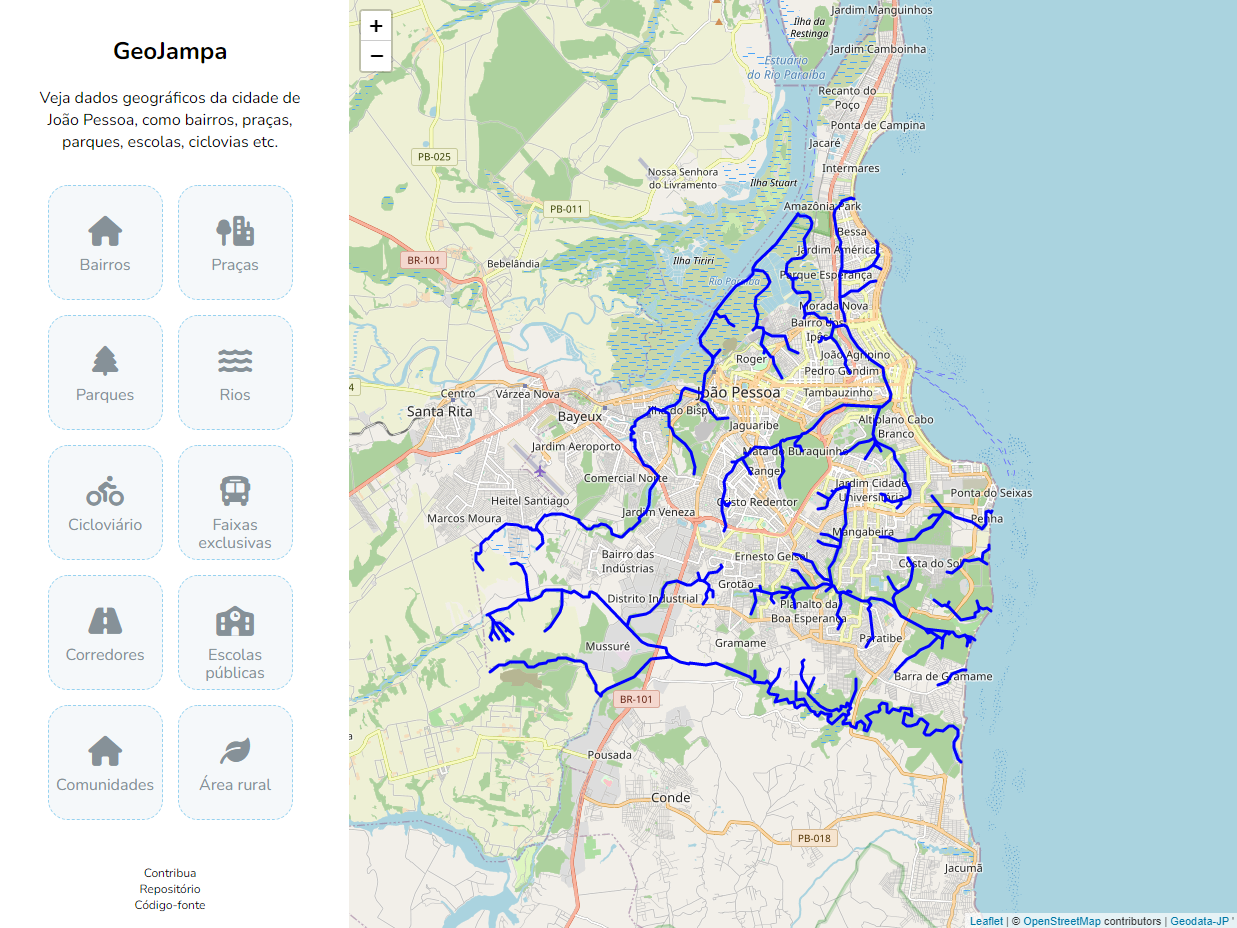 GeoJampa
Veja dados geográficos da cidade de
João Pessoa, como bairros, praças,
parques, escolas, ciclovias etc.
Bairros
Praças
Parques
Rios
Cicloviário
Faixas
exclusivas
Corredores
Escolas
públicas
Comunidades
Área rural
Contribua
Repositório
Código-fonte
+
−
Jardim Manguinhos
Ilha da
Restinga
Jardim Camboinha
Estuário
do Rio Paraíba
Recanto do
Poço
Ponta de Campina
Jacaré
PB-025
Intermares
Nossa Senhora
do Livramento
Ilha Stuart
PB-011
Amazônia Park
Bessa
Jardim América
BR-101
Bebelândia
Ilha Tiriri
Parque Esperança
Rio Paraíba
Morada Nova
Bairro dos
Ipês
Roger
João Agripino
Pedro Gondim
4
Centro
Várzea Nova
João Pessoa
Tambauzinho
Santa Rita
Bayeux
Ilha do Bispo
Jaguaribe
Altiplano Cabo
Branco
Jardim Aeroporto
Mata do Buraquinho
Rangel
Comercial Norte
Jardim Cidade
Universitária
Ponta do Seixas
Heitel Santiago
Cristo Redentor
Marcos Moura
Jardim Veneza
Penha
Mangabeira
Bairro das
Indústrias
Ernesto Geisel
Costa do Sol
Grotão
Distrito Industrial
Planalto da
Boa Esperança
Mussuré
Gramame
Paratibe
Barra de Gramame
BR-101
a
Pousada
Conde
PB-018
Jacumã
Leaflet | © OpenStreetMap contributors | Geodata-JP '